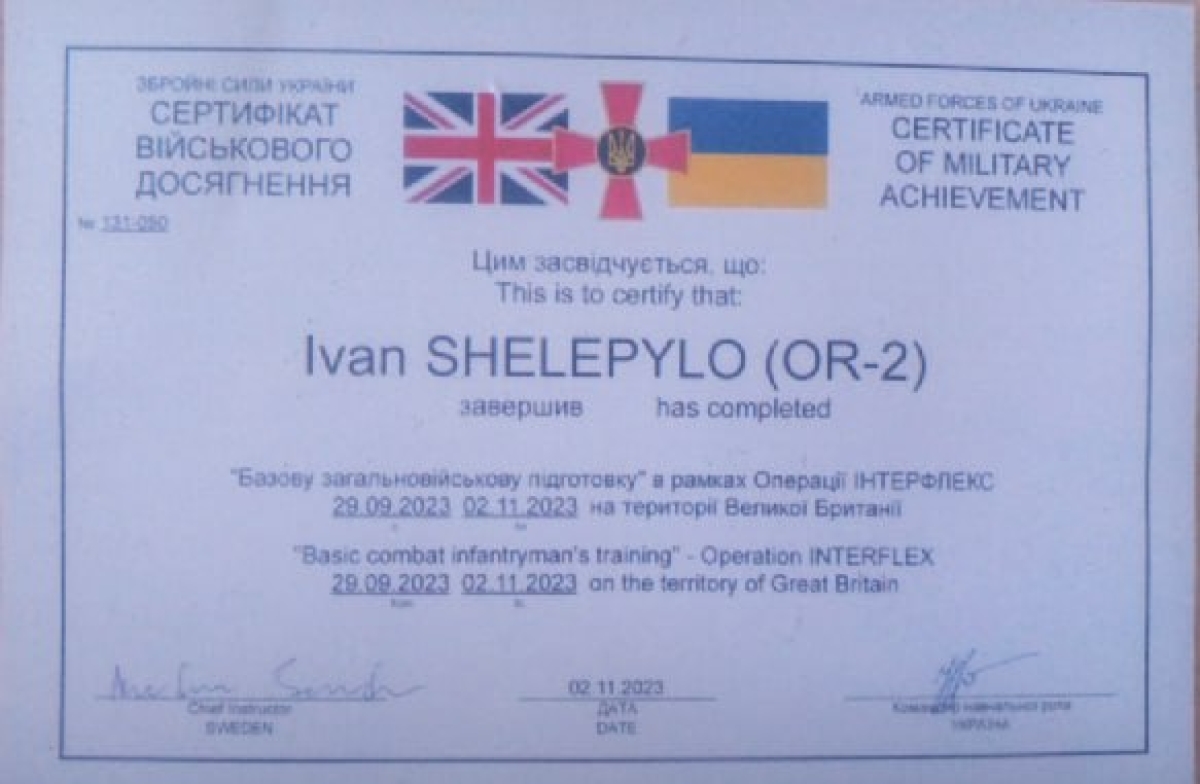 ЗБРОЙНІ СИЛИ УКРАЇНИ
СЕРТИФІКАТ
ВІЙСЬКОВОГО
ДОСЯГНЕННЯ
№ 131-050
ARMED FORCES OF UKRAINE
CERTIFICATE
OF MILITARY
ACHIEVEMENT
Цим засвідчується, що:
This is to certify that:
Ivan SHELEPYLO (OR-2)
завершив has completed
"Базову загальновійськову підготовку" в рамках Операції ІНТЕРФЛЕКС
29.09.2023 02.11.2023 на території Великої Британії
"Basic combat infantryman's training" - Operation INTERFLEX
29.09.2023 02.11.2023 on the territory of Great Britain
Chief Instructor
SWEDEN
02.11.2023
ДАТА
DATE
Командир навчальної роти
УКРАЇНА